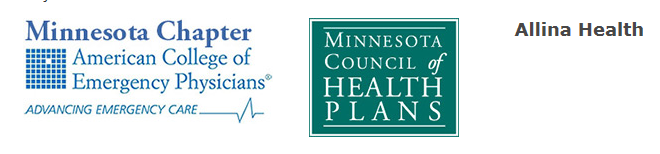 Minnesota Chapter
American College of
Emergency Physicians®
ADVANCING EMERGENCY CARE
MINNESOTA
COUNCIL of
HEALTH
PLANS
Allina Health